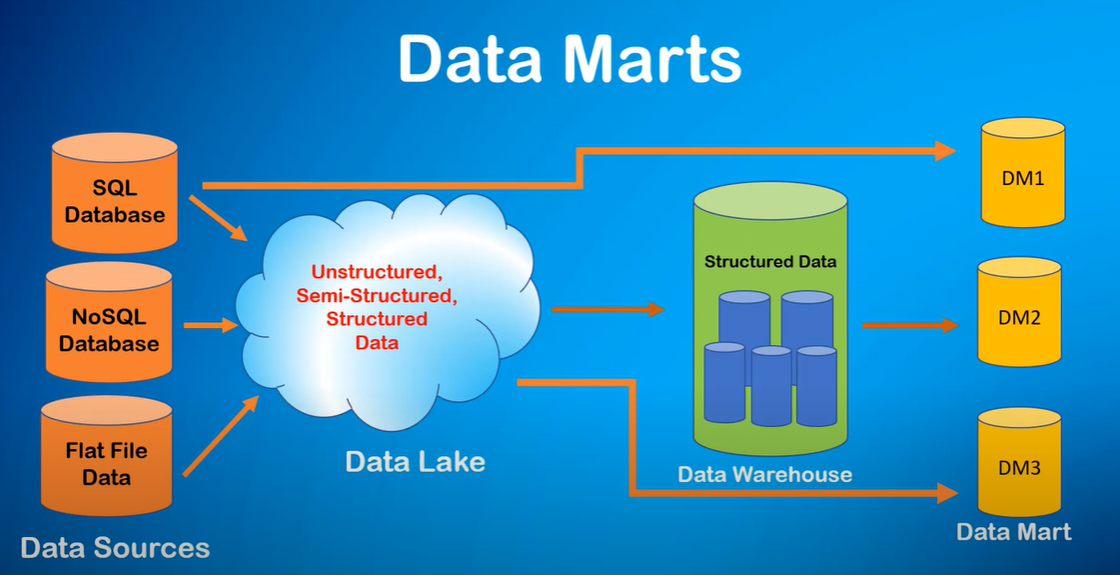 Data Marts
SQL
Database
NoSQL
Database
Flat File
Data
Data Sources
Unstructured,
Semi-Structured,
Structured
Data
Data Lake
Structured Data
Data Warehouse
DM1
DM2
DM3
Data Mart